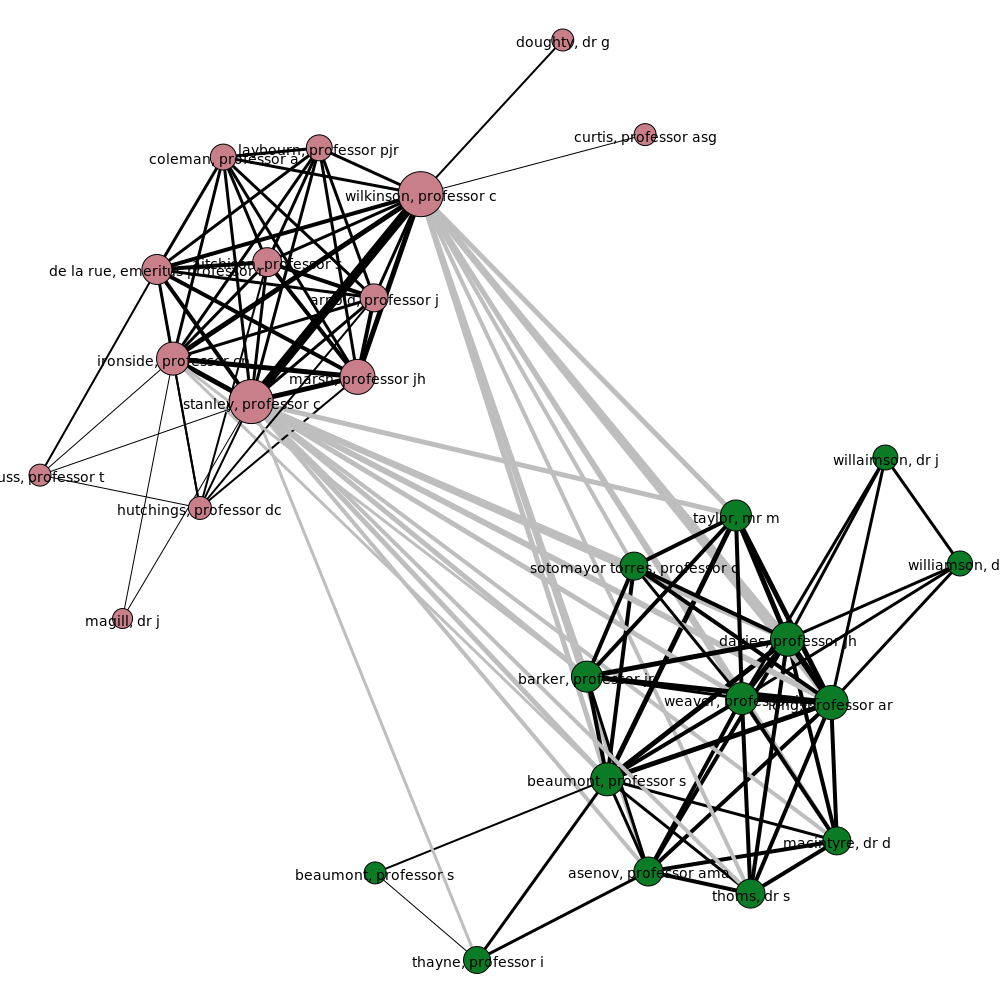 doughty, dr g
curtis, professor asg
laybourn, professor pjr
coleman, professor a
wilkinson, professor c
de la rue, emeritus professor
professor
arnold, professor j
ironside, professor cn
marsh, professor jh
stanley, professor c
uss, professor t
hutchings, professor dc
magill, dr j
willaimson, dr j
taylor, mr m
sotomayor torres, professor c
williamson, d
davies, professor jh
barker, professor jr
weaver, profes
long, professor ar
beaumont, professor s
macintyre, dr d
beaumont, professor s
asenov, professor ama
thoms, dr s
thayne, professor i